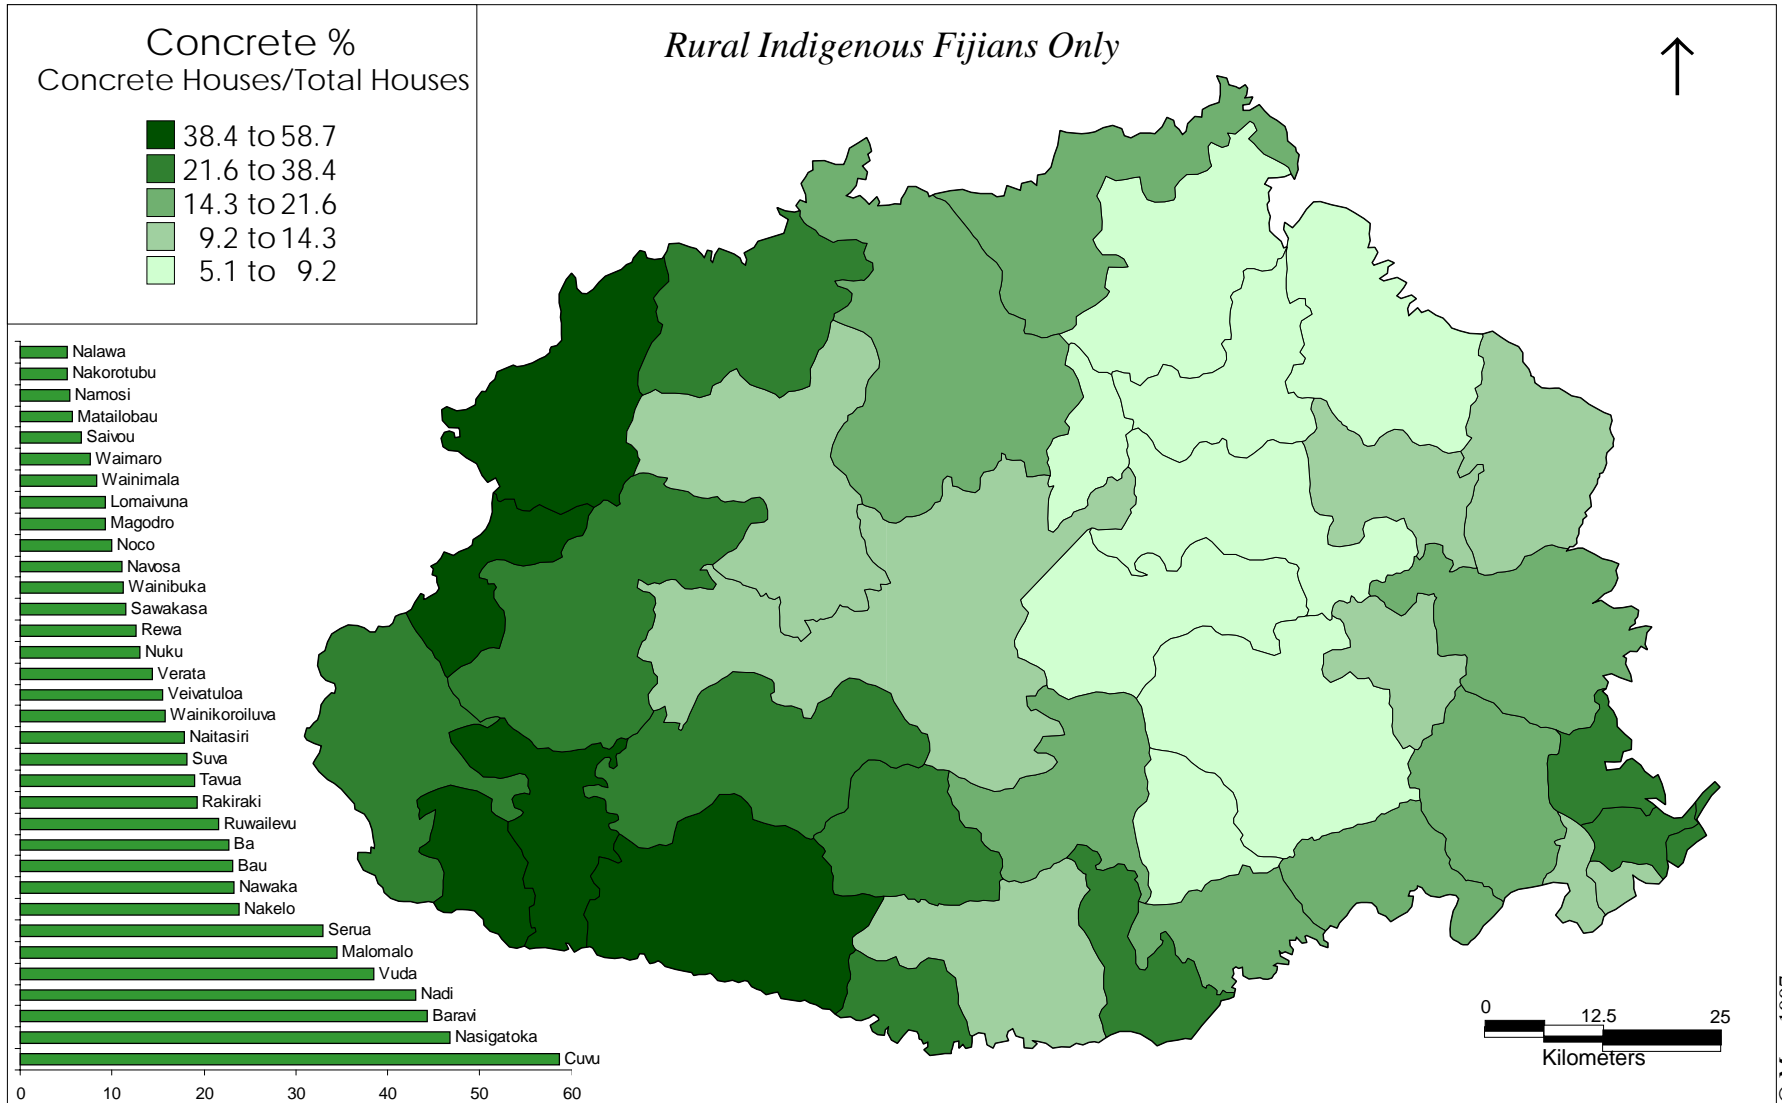 Concrete %
Concrete Houses/Total Houses
38.4 to 58.7
21.6 to 38.4
14.3 to 21.6
9.2 to 14.3
5.1 to 9.2
Rural Indigenous Fijians Only
Nalawa
Nakorotubu
Namosi
Matailobau
Saivou
Waimaro
Wainimala
Lomaivuna
Magodro
Noco
Navosa
Wainibuka
Sawakasa
Rewa
Nuku
Verata
Veivatuloa
Wainikoroiluva
Naitasiri
Suva
Tavua
Rakiraki
Ruwailevu
Ba
Bau
Nawaka
Nakelo
Serua
Malomalo
Vuda
Nadi
Baravi
Nasigatoka
Cuvu
0 10 20 30 40 50 60
0 12.5 25
Kilometers